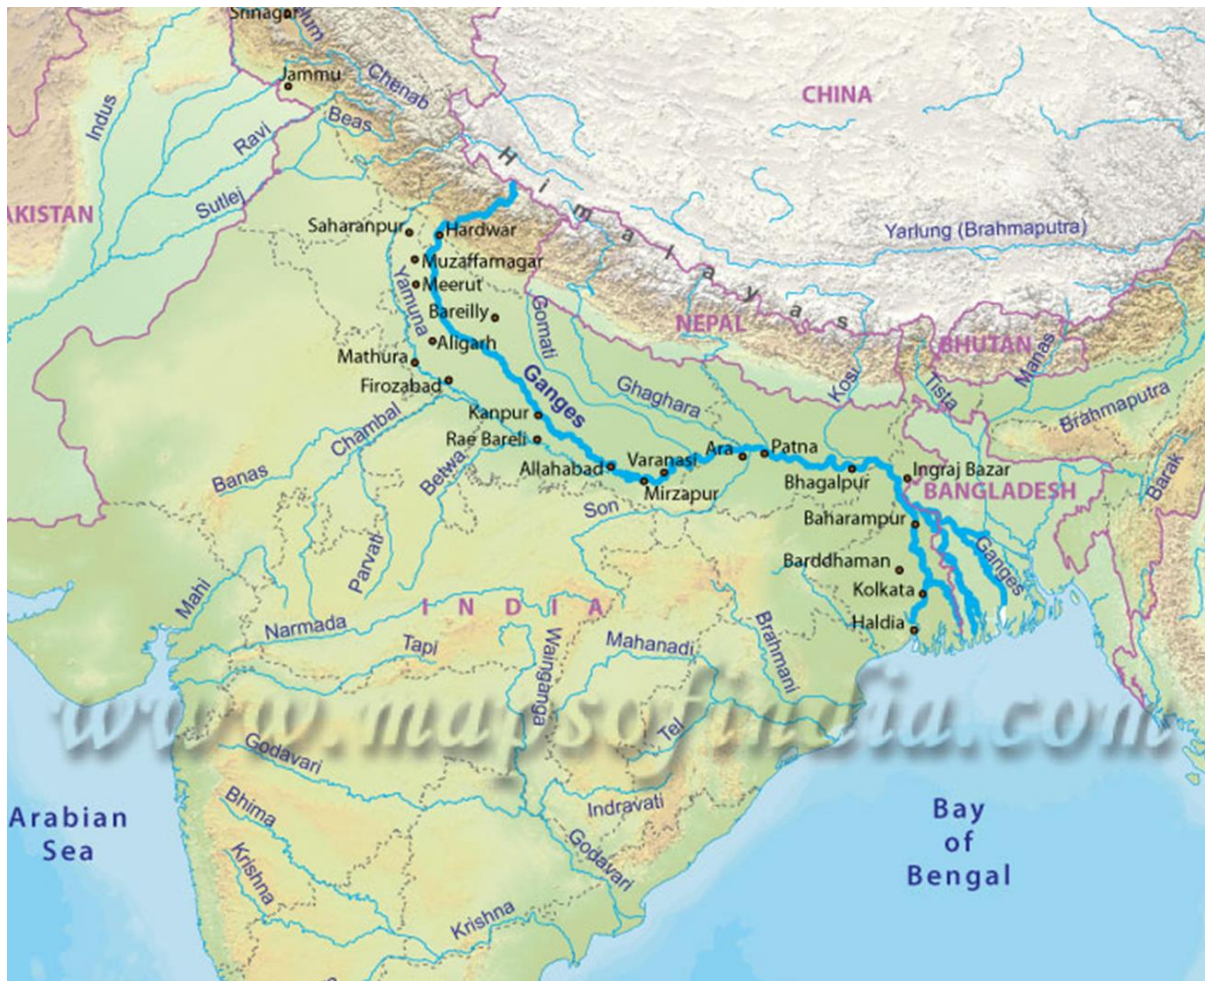 Srinagar
Jammu
Chenab
Beas
Indus
Ravi
Sutlej
CHINA
Himalayas
AKISTAN
Saharanpur
Hardwar
Yarlung (Brahmaputra)
Muzaffarnagar
Meerut
Yamuna
Bareilly
Gomati
NEPAL
BHUTAN
Manas
Aligarh
Mathura
Firozabad
Ganges
Ghaghara
Kosi
Tista
Brahmaputra
Kanpur
Chambal
Rae Bareli
Ara
Patna
Banas
Betwa
Allahabad
Varanasi
Mirzapur
Bhagalpur
Ingraj Bazar
BANGLADESH
Barak
Son
Baharampur
Parvati
Ganges
Barddhaman
Mahi
Kolkata
INDIA
Narmada
Haldia
Tapi
Wainganga
Mahanadi
Brahmani
www.mapsofindia.com
Tel
Godavari
Bhima
Indravati
Arabian
Sea
Bay
of
Bengal
Krishna
Godavari
Krishna